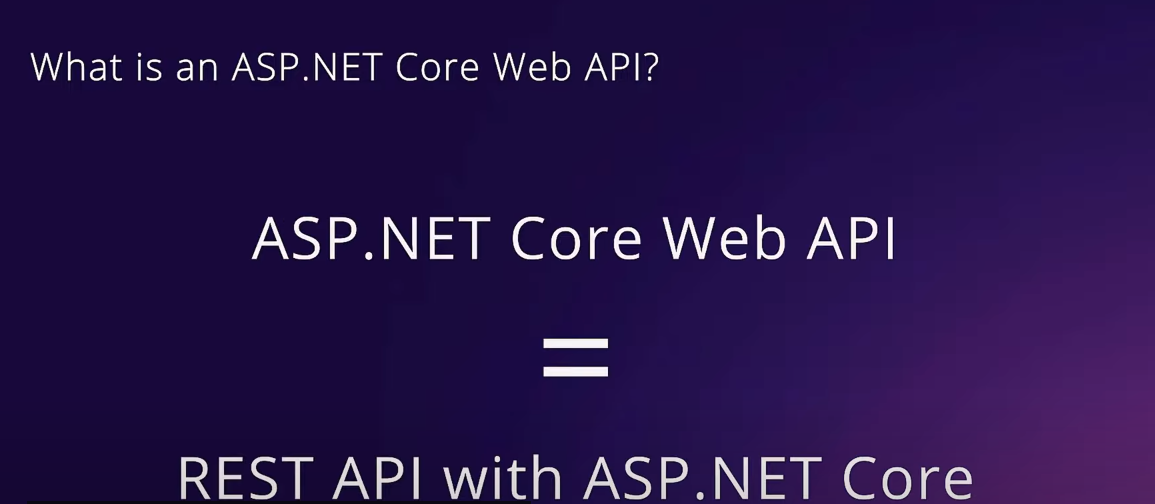 What is an ASP.NET Core Web API?
ASP.NET Core Web API
=
REST API with ASP.NET Core